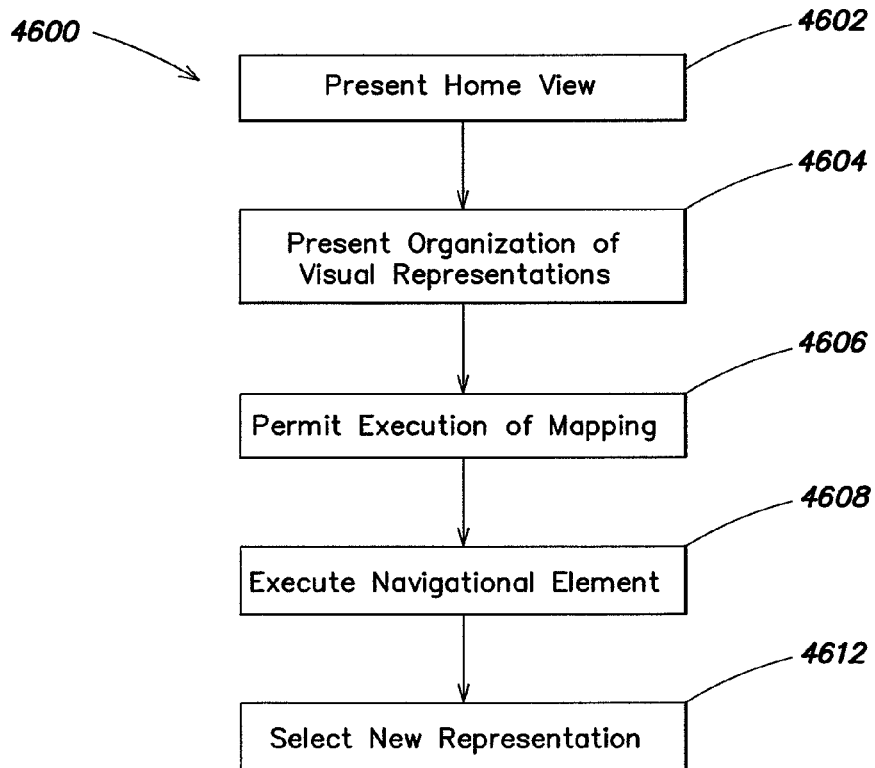 4600
4602
Present Home View
4604
Present Organization of
Visual Representations
4606
Permit Execution of Mapping
4608
Execute Navigational Element
4612
Select New Representation